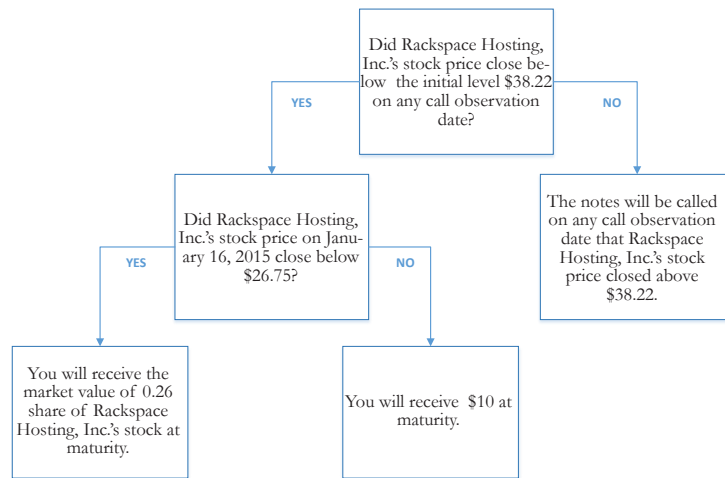 Did Rackspace Hosting,
Inc.'s stock price close be-
low the initial level $38.22
on any call observation
date?
YES
NO
Did Rackspace Hosting,
Inc.'s stock price on Janu-
ary 16, 2015 close below
$26.75?
The notes will be called
on any call observation
date that Rackspace
Hosting, Inc.'s stock
price closed above
$38.22.
YES
NO
You will receive the
market value of 0.26
share of Rackspace
Hosting, Inc.'s stock at
maturity.
You will receive $10 at
maturity.